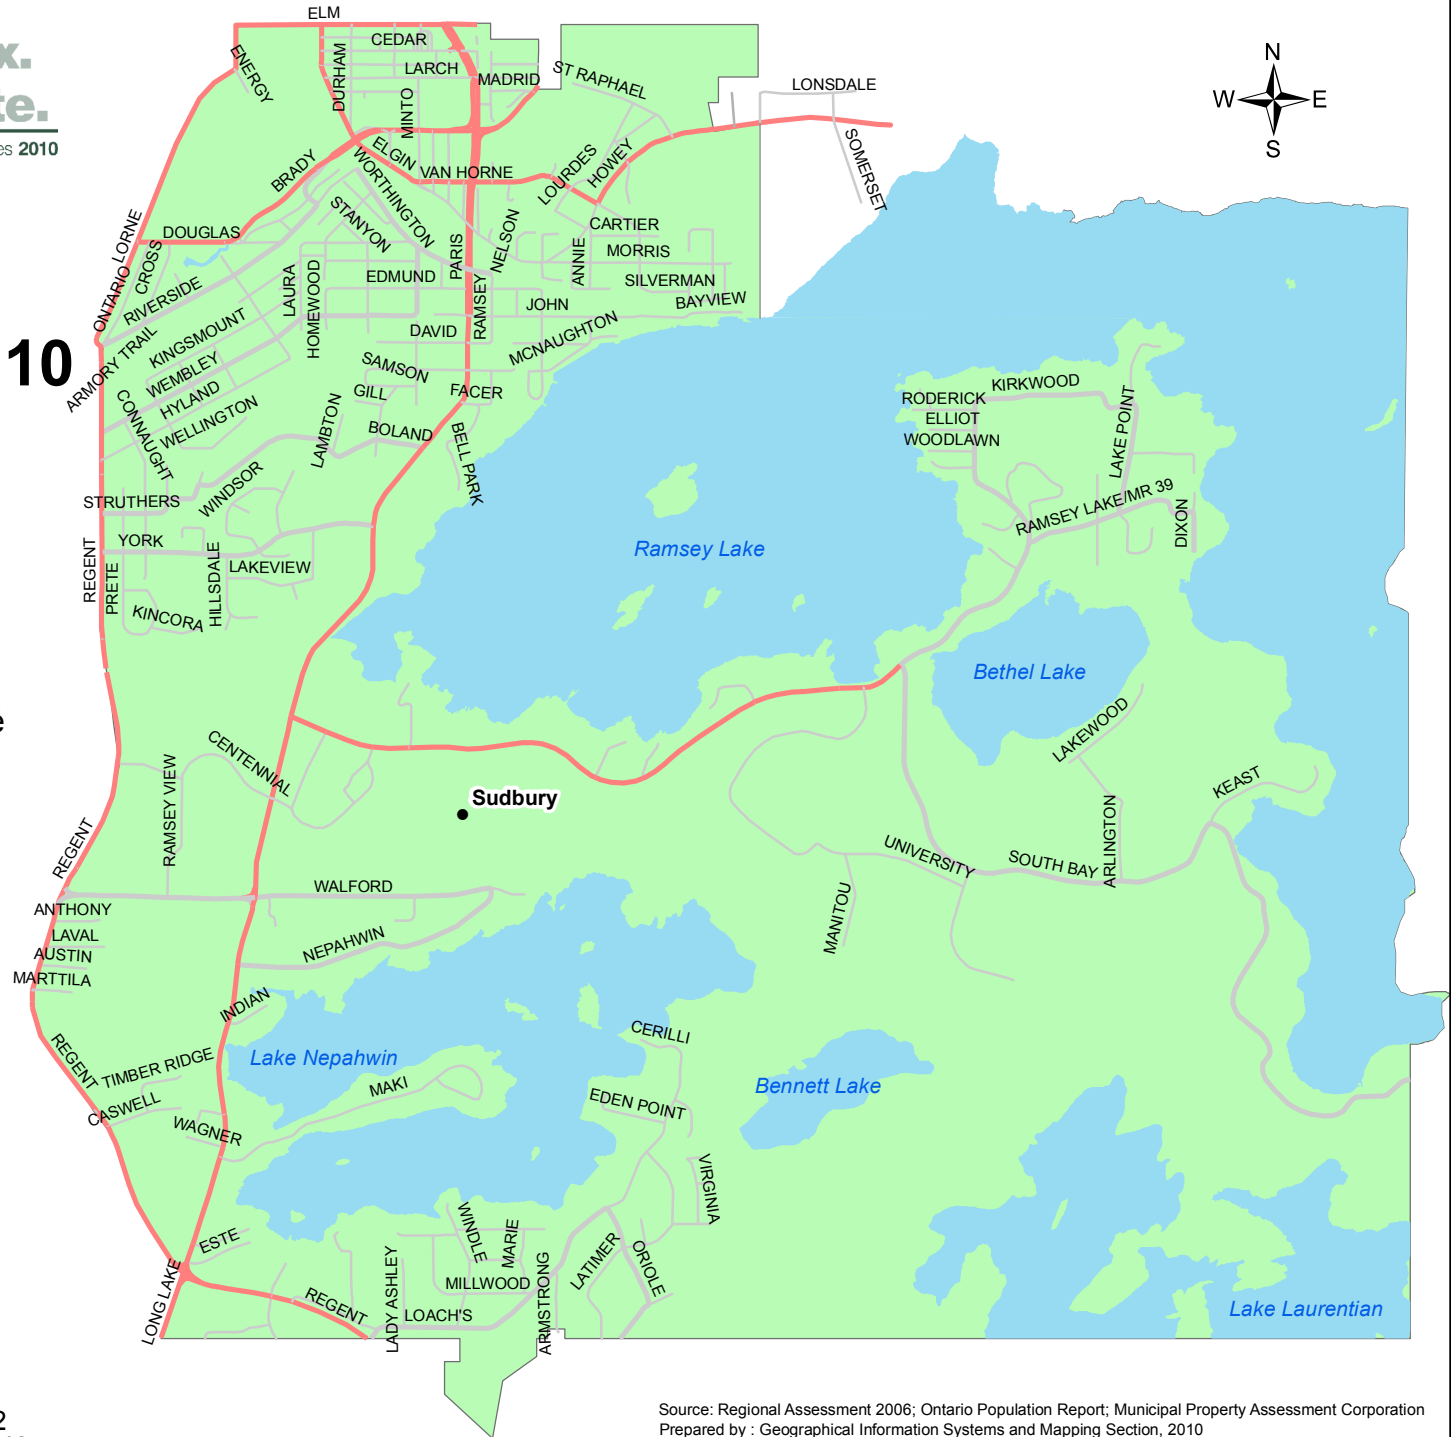 ELM
x.
te.
es 2010
N
W E
S
ENERGY
DURHAM
CEDAR
LARCH
MINTO
MADRID
ST RAPHAEL
LONSDALE
SOMERSET
BRADY
ELGIN
WORTHINGTON
VAN HORNE
LOURDES
HOWEY
STANYON
NELSON
CARTIER
DOUGLAS
LORNE
CROSS
ONTARIO
RIVERSIDE
PARIS
ANNIE
MORRIS
LAURA
HOMEWOOD
EDMUND
RAMSEY
SILVERMAN
BAYVIEW
JOHN
DAVID
MCNAUGHTON
ARMORY TRAIL
KINGSMOUNT
WEMBLEY
HYLAND
WELLINGTON
CONNAUGHT
10
SAMSON
GILL
FACER
LAMBTON
BOLAND
BELL PARK
RODERICK
KIRKWOOD
ELLIOT
WOODLAWN
LAKE POINT
STRUTHERS
WINDSOR
RAMSEY LAKE/MR 39
DIXON
REGENT
YORK
PRETE
HILLSDALE
LAKEVIEW
KINCORA
Ramsey Lake
Bethel Lake
e
CENTENNIAL
RAMSEY VIEW
Sudbury
LAKEWOOD
KEAST
ARLINGTON
REGENT
UNIVERSITY
SOUTH BAY
MANITOU
WALFORD
ANTHONY
LAVAL
AUSTIN
MARTTILA
NEPAHWIN
INDIAN
REGENT
TIMBER RIDGE
CASWELL
WAGNER
Lake Nepahwin
MAKI
CERILLI
EDEN POINT
Bennett Lake
VIRGINIA
ESTE
WINDLE
MARIE
LATIMER
ORIOLE
LONG LAKE
REGENT
LADY ASHLEY
MILLWOOD
LOACH'S
ARMSTRONG
Lake Laurentian
2
Source: Regional Assessment 2006; Ontario Population Report; Municipal Property Assessment Corporation
Prepared by : Geographical Information Systems and Mapping Section, 2010